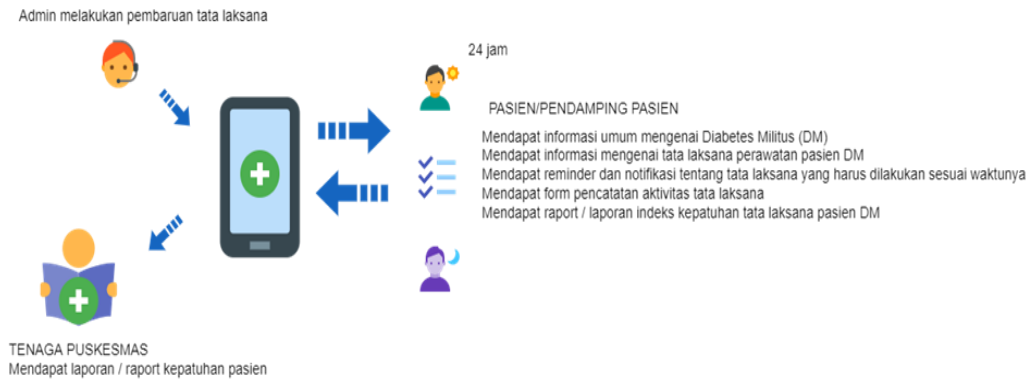 Admin melakukan pembaruan tata laksana
24 jam
PASIEN/PENDAMPING PASIEN
Mendapat informasi umum mengenai Diabetes Militus (DM)
Mendapat informasi mengenai tata laksana perawatan pasien DM
Mendapat reminder dan notifikasi tentang tata laksana yang harus dilakukan sesuai waktunya
Mendapat form pencatatan aktivitas tata laksana
Mendapat raport / laporan indeks kepatuhan tata laksana pasien DM
TENAGA PUSKESMAS
Mendapat laporan / raport kepatuhan pasien